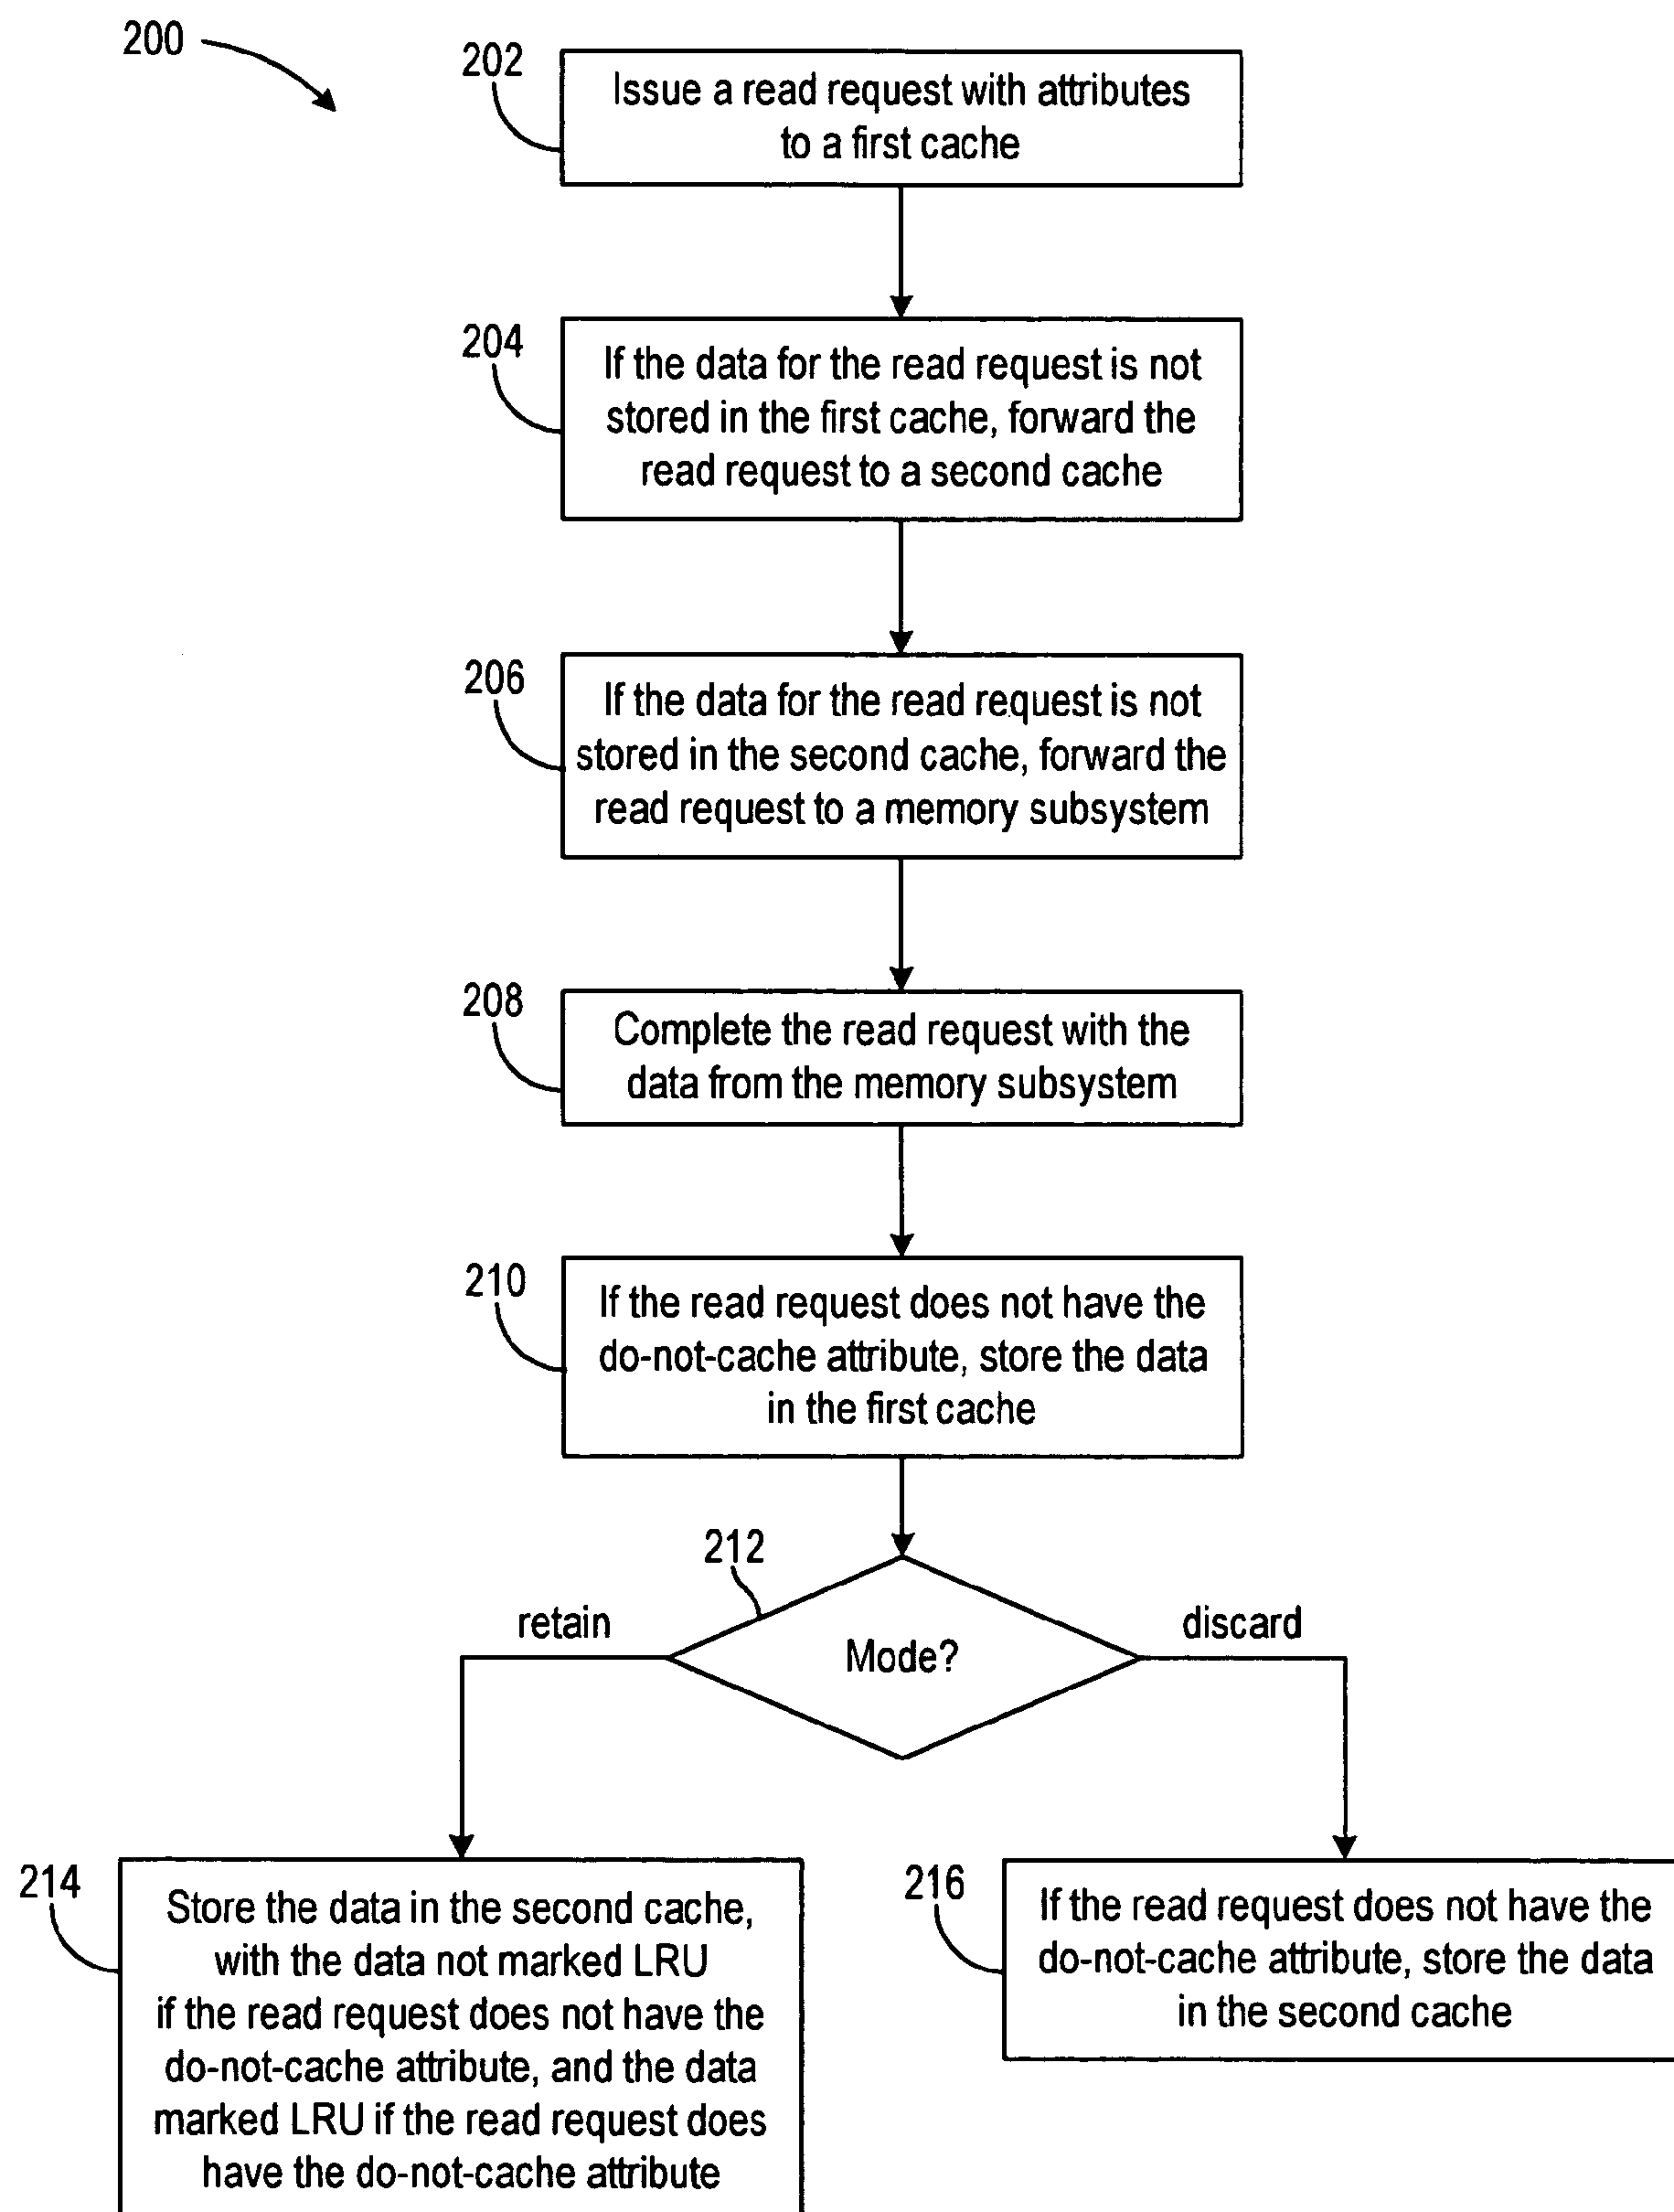 200
202
Issue a read request with attributes
to a first cache
204
If the data for the read request is not
stored in the first cache, forward the
read request to a second cache
206
If the data for the read request is not
stored in the second cache, forward the
read request to a memory subsystem
208
Complete the read request with the
data from the memory subsystem
210
If the read request does not have the
do-not-cache attribute, store the data
in the first cache
212
retain
Mode?
discard
214
Store the data in the second cache,
with the data not marked LRU
if the read request does not have the
do-not-cache attribute, and the data
marked LRU if the read request does
have the do-not-cache attribute
216
If the read request does not have the
do-not-cache attribute, store the data
in the second cache